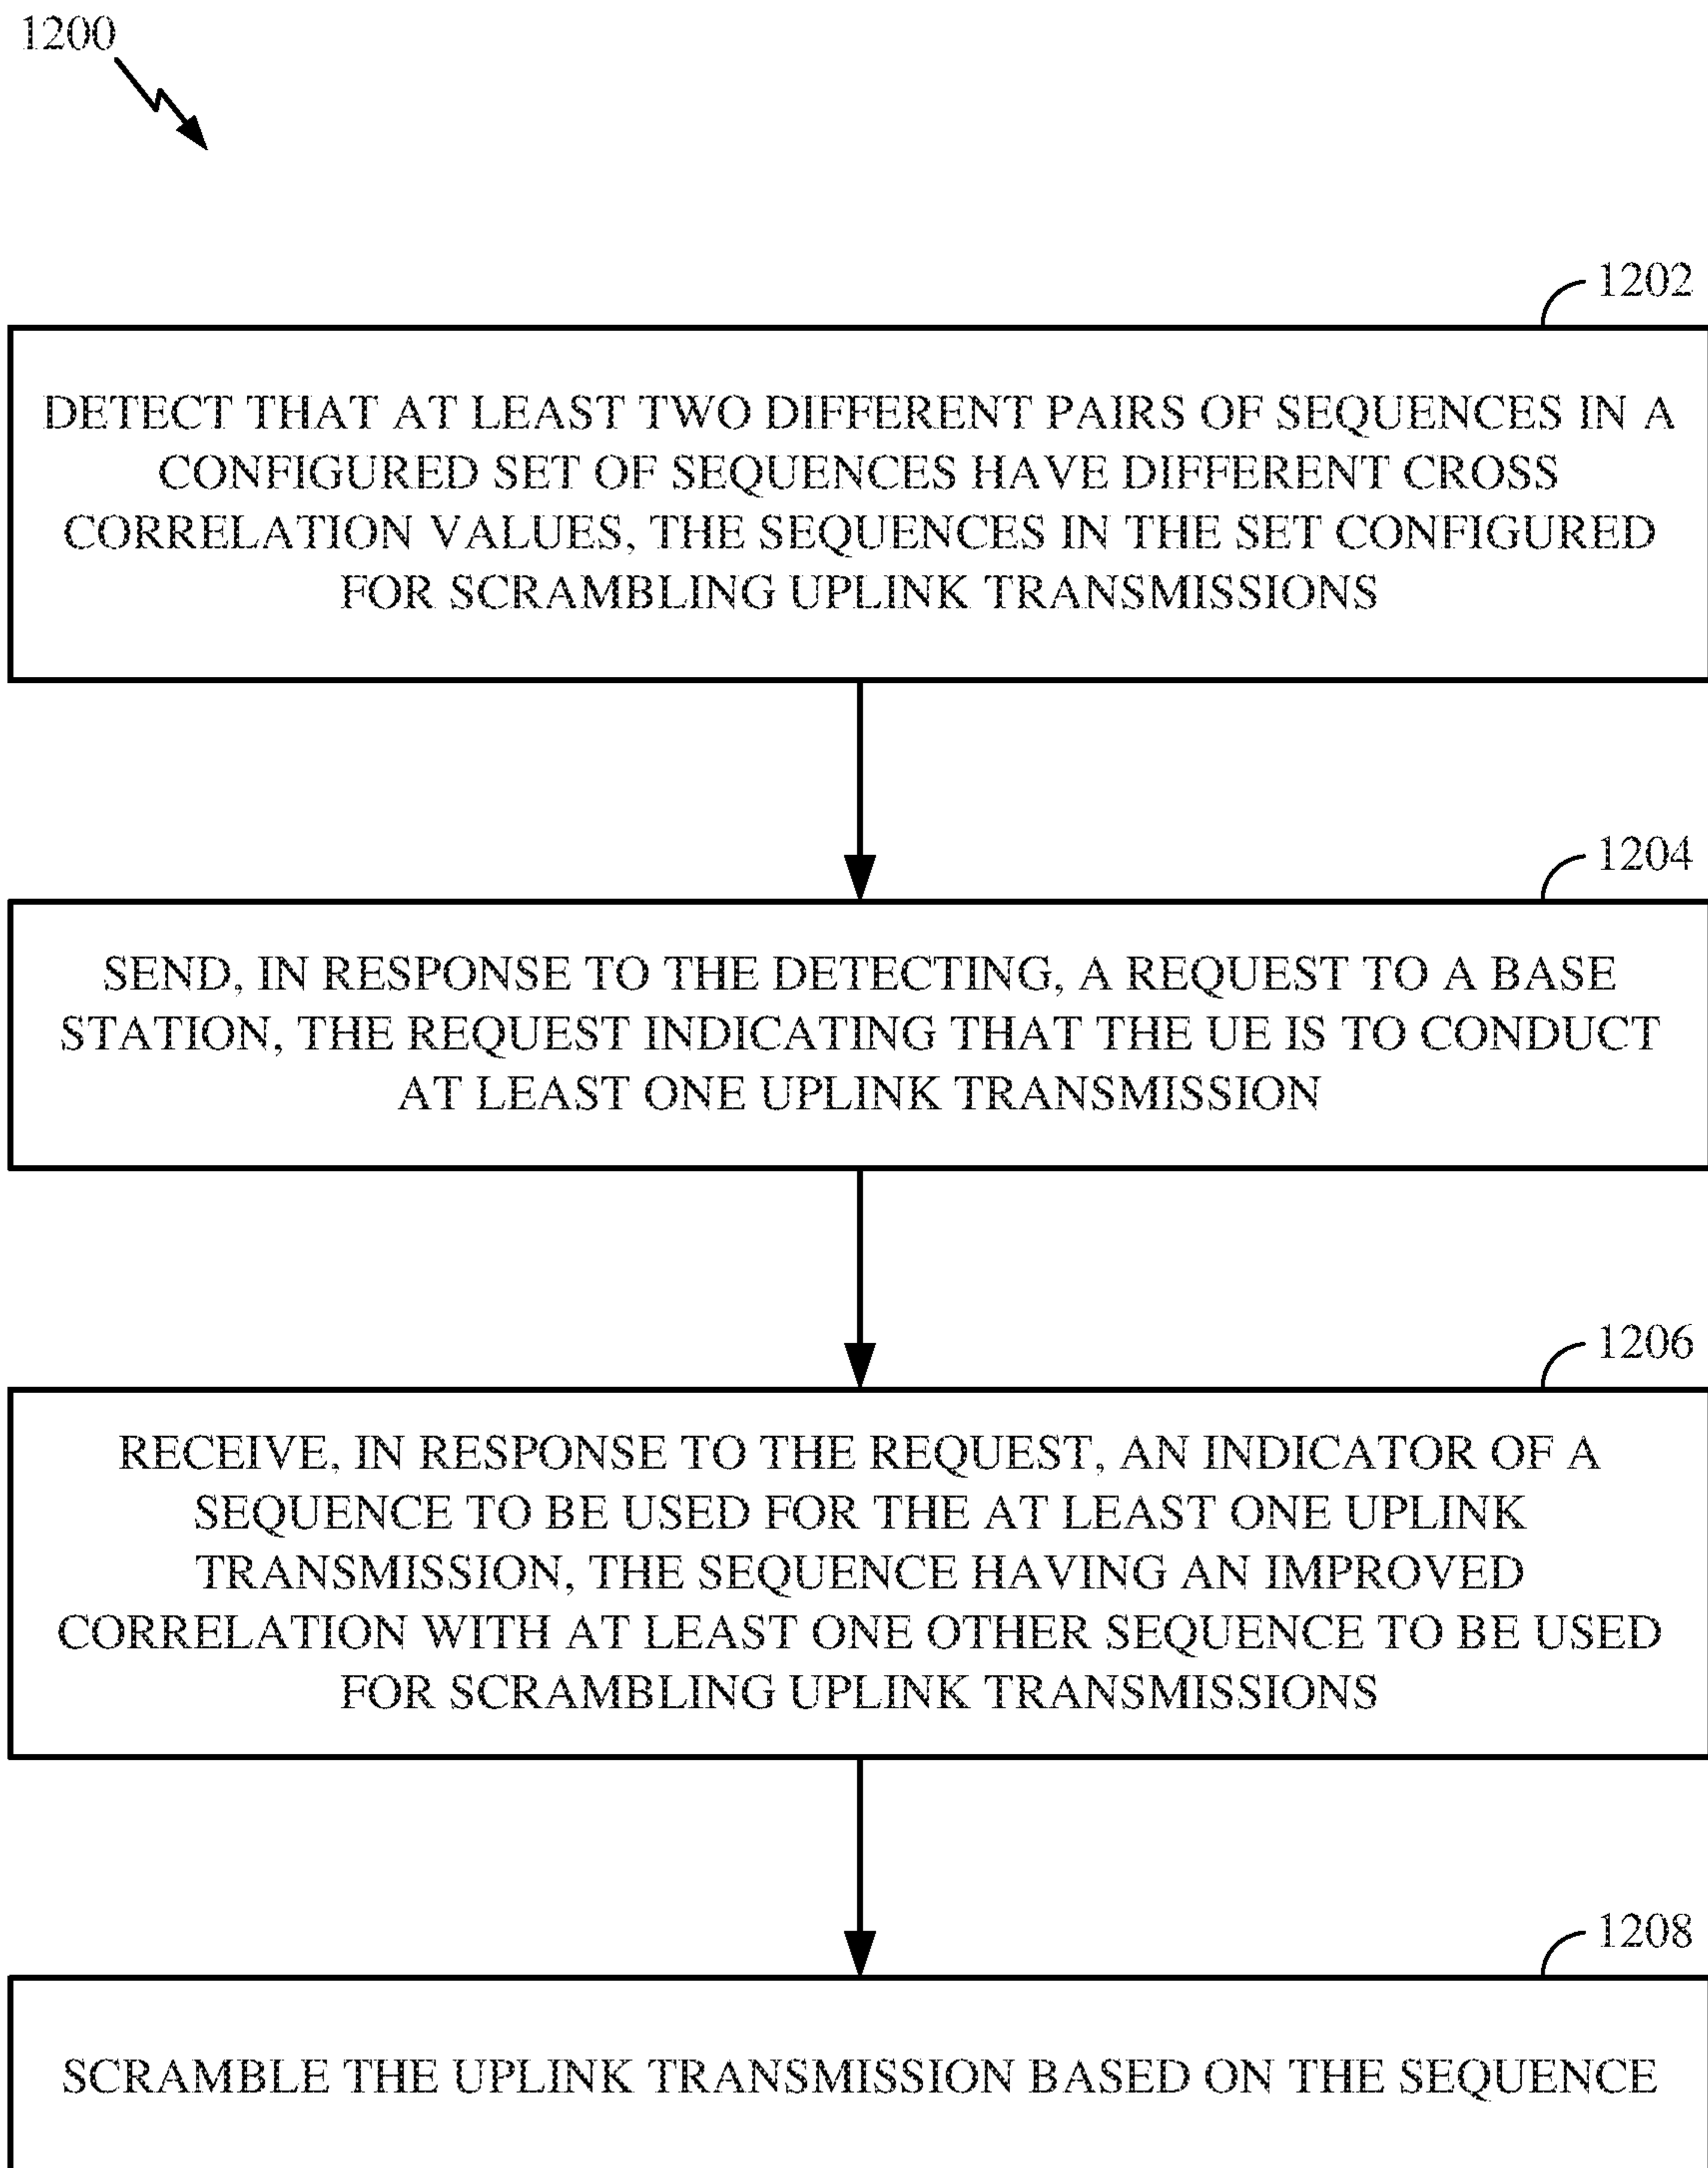 1200
1202
DETECT THAT AT LEAST TWO DIFFERENT PAIRS OF SEQUENCES IN A
CONFIGURED SET OF SEQUENCES HAVE DIFFERENT CROSS
CORRELATION VALUES, THE SEQUENCES IN THE SET CONFIGURED
FOR SCRAMBLING UPLINK TRANSMISSIONS
1204
SEND, IN RESPONSE TO THE DETECTING, A REQUEST TO A BASE
STATION, THE REQUEST INDICATING THAT THE UE IS TO CONDUCT
AT LEAST ONE UPLINK TRANSMISSION
1206
RECEIVE, IN RESPONSE TO THE REQUEST, AN INDICATOR OF A
SEQUENCE TO BE USED FOR THE AT LEAST ONE UPLINK
TRANSMISSION, THE SEQUENCE HAVING AN IMPROVED
CORRELATION WITH AT LEAST ONE OTHER SEQUENCE TO BE USED
FOR SCRAMBLING UPLINK TRANSMISSIONS
1208
SCRAMBLE THE UPLINK TRANSMISSION BASED ON THE SEQUENCE